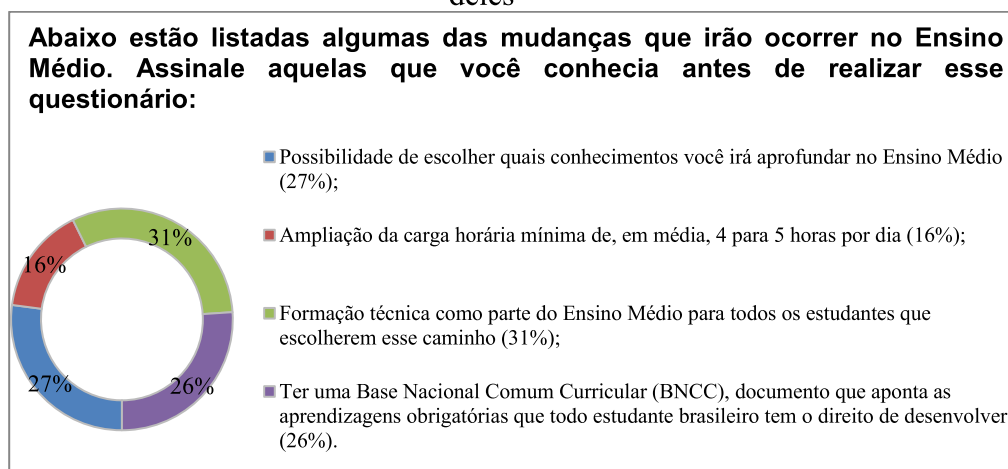 deles
Abaixo estão listadas algumas das mudanças que irão ocorrer no Ensino
Médio. Assinale aquelas que você conhecia antes de realizar esse
questionário:
Possibilidade de escolher quais conhecimentos você irá aprofundar no Ensino Médio
(27%);
Ampliação da carga horária mínima de, em média, 4 para 5 horas por dia (16%);
Formação técnica como parte do Ensino Médio para todos os estudantes que
escolherem esse caminho (31%);
Ter uma Base Nacional Comum Curricular (BNCC), documento que aponta as
aprendizagens obrigatórias que todo estudante brasileiro tem o direito de desenvolver
(26%).
31%
16%
27%
26%